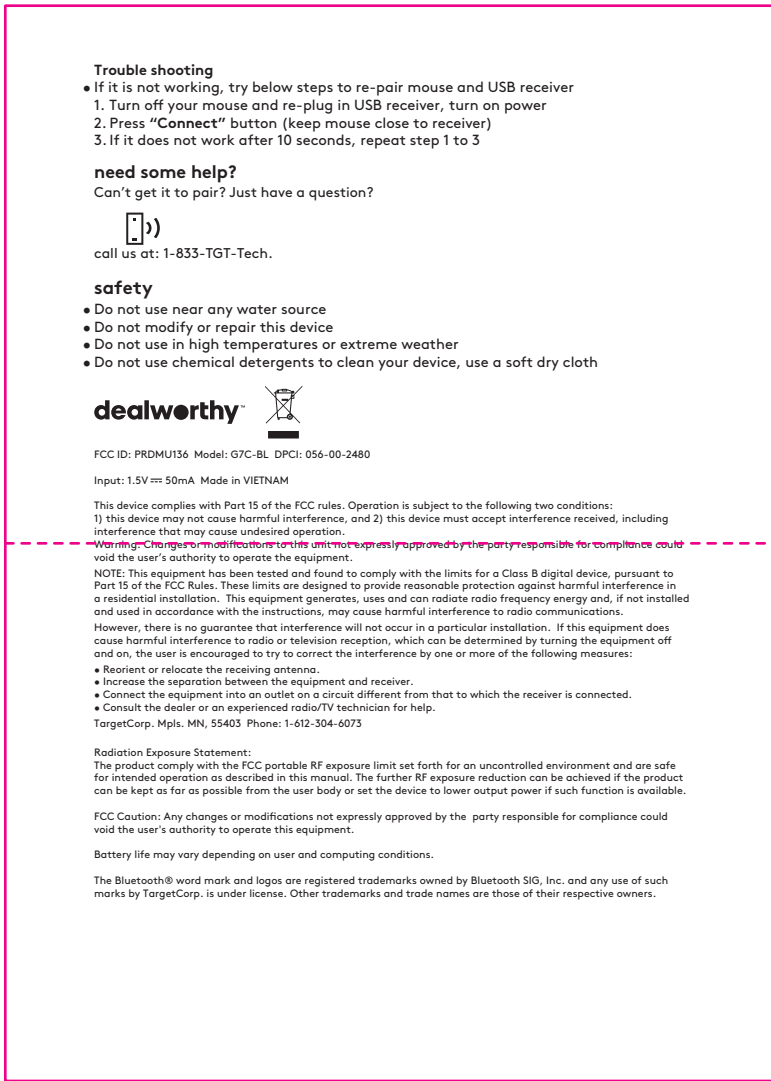 Trouble shooting
• If it is not working, try below steps to re-pair mouse and USB receiver
1. Turn off your mouse and re-plug in USB receiver, turn on power
2. Press “Connect” button (keep mouse close to receiver)
3. If it does not work after 10 seconds, repeat step 1 to 3
need some help?
Can’t get it to pair? Just have a question?
call us at: 1-833-TGT-Tech.
safety
• Do not use near any water source
• Do not modify or repair this device
• Do not use in high temperatures or extreme weather
• Do not use chemical detergents to clean your device, use a soft dry cloth
dealworthy™
FCC ID: PRDMU136 Model: G7C-BL DPCI: 056-00-2480
Input: 1.5V⎓50mA Made in VIETNAM
This device complies with Part 15 of the FCC rules. Operation is subject to the following two conditions:
1) this device may not cause harmful interference, and 2) this device must accept interference received, including
interference that may cause undesired operation.
Warning: Changes or modifications to this unit not expressly approved by the party responsible for compliance could
void the user’s authority to operate the equipment.
NOTE: This equipment has been tested and found to comply with the limits for a Class B digital device, pursuant to
Part 15 of the FCC Rules. These limits are designed to provide reasonable protection against harmful interference in
a residential installation. This equipment generates, uses and can radiate radio frequency energy and, if not installed
and used in accordance with the instructions, may cause harmful interference to radio communications.
However, there is no guarantee that interference will not occur in a particular installation. If this equipment does
cause harmful interference to radio or television reception, which can be determined by turning the equipment off
and on, the user is encouraged to try to correct the interference by one or more of the following measures:
• Reorient or relocate the receiving antenna.
• Increase the separation between the equipment and receiver.
• Connect the equipment into an outlet on a circuit different from that to which the receiver is connected.
• Consult the dealer or an experienced radio/TV technician for help.
TargetCorp. Mpls. MN, 55403 Phone: 1-612-304-6073
Radiation Exposure Statement:
The product comply with the FCC portable RF exposure limit set forth for an uncontrolled environment and are safe
for intended operation as described in this manual. The further RF exposure reduction can be achieved if the product
can be kept as far as possible from the user body or set the device to lower output power if such function is available.
FCC Caution: Any changes or modifications not expressly approved by the party responsible for compliance could
void the user's authority to operate this equipment.
Battery life may vary depending on user and computing conditions.
The Bluetooth® word mark and logos are registered trademarks owned by Bluetooth SIG, Inc. and any use of such
marks by TargetCorp. is under license. Other trademarks and trade names are those of their respective owners.